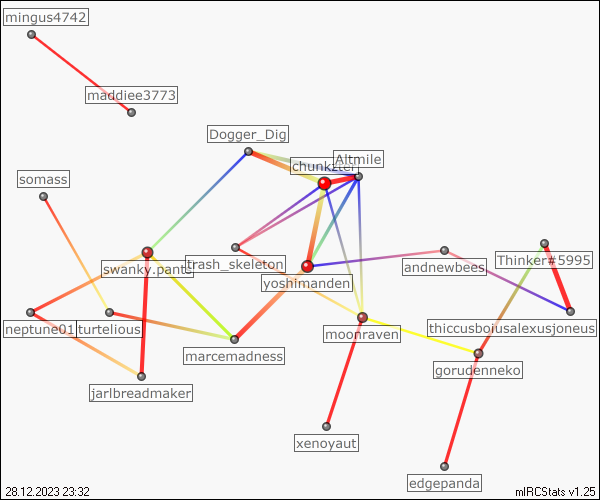 mingus4742
maddiee3773
Dogger_Dig
Altmile
somass
swanky.pants
trash_skeleton
andnewbees
Thinker#5995
yoshimanden
neptune01
turtelious
moonraven
thiccusboiusalexusjoneus
marcemadness
gorudenneko
jarlbreadmaker
xenoyaut
edgepanda
28.12.2023 23:32
mIRCStats v1.25